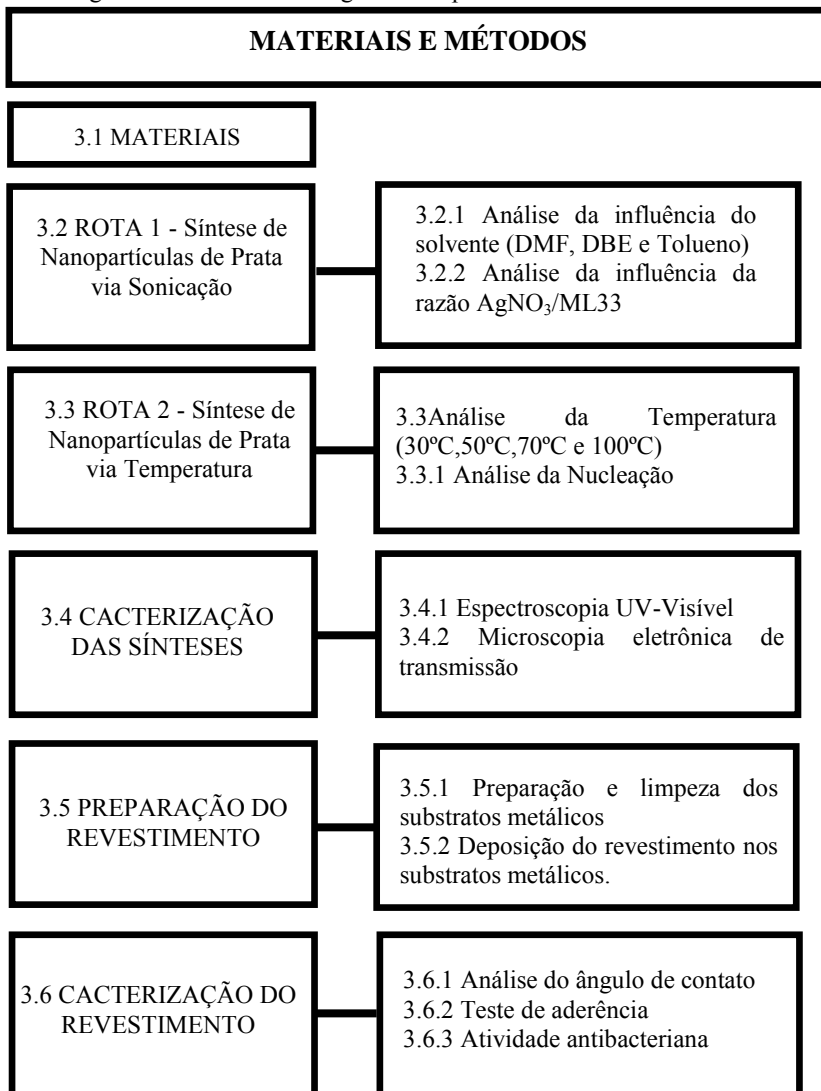 MATERIAIS E MÉTODOS
3.1 MATERIAIS
3.2 ROTA 1 - Síntese de
Nanopartículas de Prata
via Sonicação
3.2.1 Análise da influência do
solvente (DMF, DBE e Tolueno)
3.2.2 Análise da influência da
razão AgNO₃/ML33
3.3 ROTA 2 - Síntese de
Nanopartículas de Prata
via Temperatura
3.3Análise da Temperatura
(30ºC,50ºC,70ºC e 100ºC)
3.3.1 Análise da Nucleação
3.4 CACTERIZAÇÃO
DAS SÍNTESES
3.4.1 Espectroscopia UV-Visível
3.4.2 Microscopia eletrônica de
transmissão
3.5 PREPARAÇÃO DO
REVESTIMENTO
3.5.1 Preparação e limpeza dos
substratos metálicos
3.5.2 Deposição do revestimento nos
substratos metálicos.
3.6 CACTERIZAÇÃO DO
REVESTIMENTO
3.6.1 Análise do ângulo de contato
3.6.2 Teste de aderência
3.6.3 Atividade antibacteriana